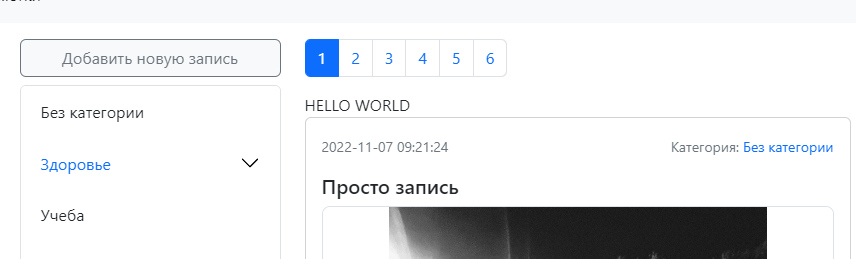 Добавить новую запись
1 2 3 4 5 6
Без категории
HELLO WORLD
2022-11-07 09:21:24 Категория: Без категории
Здоровье
Просто запись
Учеба